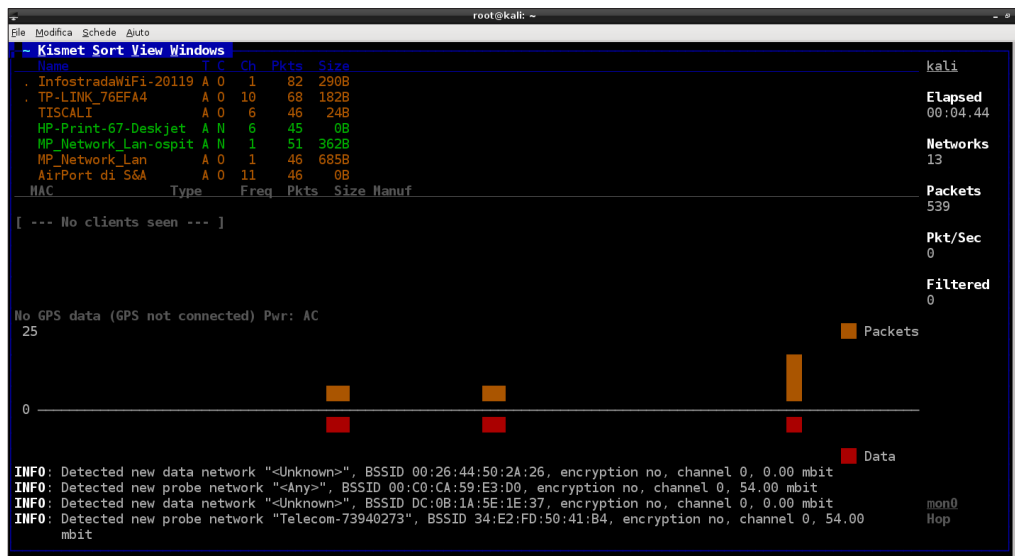 root@kali: ~
File Modifica Schede Aiuto
~ Kismet Sort View Windows
Name T C Ch Pkts Size
kali
. InfostradaWiFi-20119 A O 1 82 290B
. TP-LINK_76EFA4 A O 10 68 182B
Elapsed
TISCALI A O 6 46 24B
00:04.44
HP-Print-67-Deskjet A N 6 45 0B
MP_Network_Lan-ospit A N 1 51 362B
Networks
MP_Network_Lan A O 1 46 685B
13
AirPort di S&A A O 11 46 0B
MAC Type Freq Pkts Size Manuf
Packets
539
[ --- No clients seen --- ]
Pkt/Sec
0
Filtered
0
No GPS data (GPS not connected) Pwr: AC
25
Packets
0
Data
INFO: Detected new data network "<Unknown>", BSSID 00:26:44:50:2A:26, encryption no, channel 0, 0.00 mbit
INFO: Detected new probe network "<Any>", BSSID 00:C0:CA:59:E3:D0, encryption no, channel 0, 54.00 mbit
INFO: Detected new data network "<Unknown>", BSSID DC:0B:1A:5E:1E:37, encryption no, channel 0, 0.00 mbit
mon0
INFO: Detected new probe network "Telecom-73940273", BSSID 34:E2:FD:50:41:B4, encryption no, channel 0, 54.00
Hop
mbit